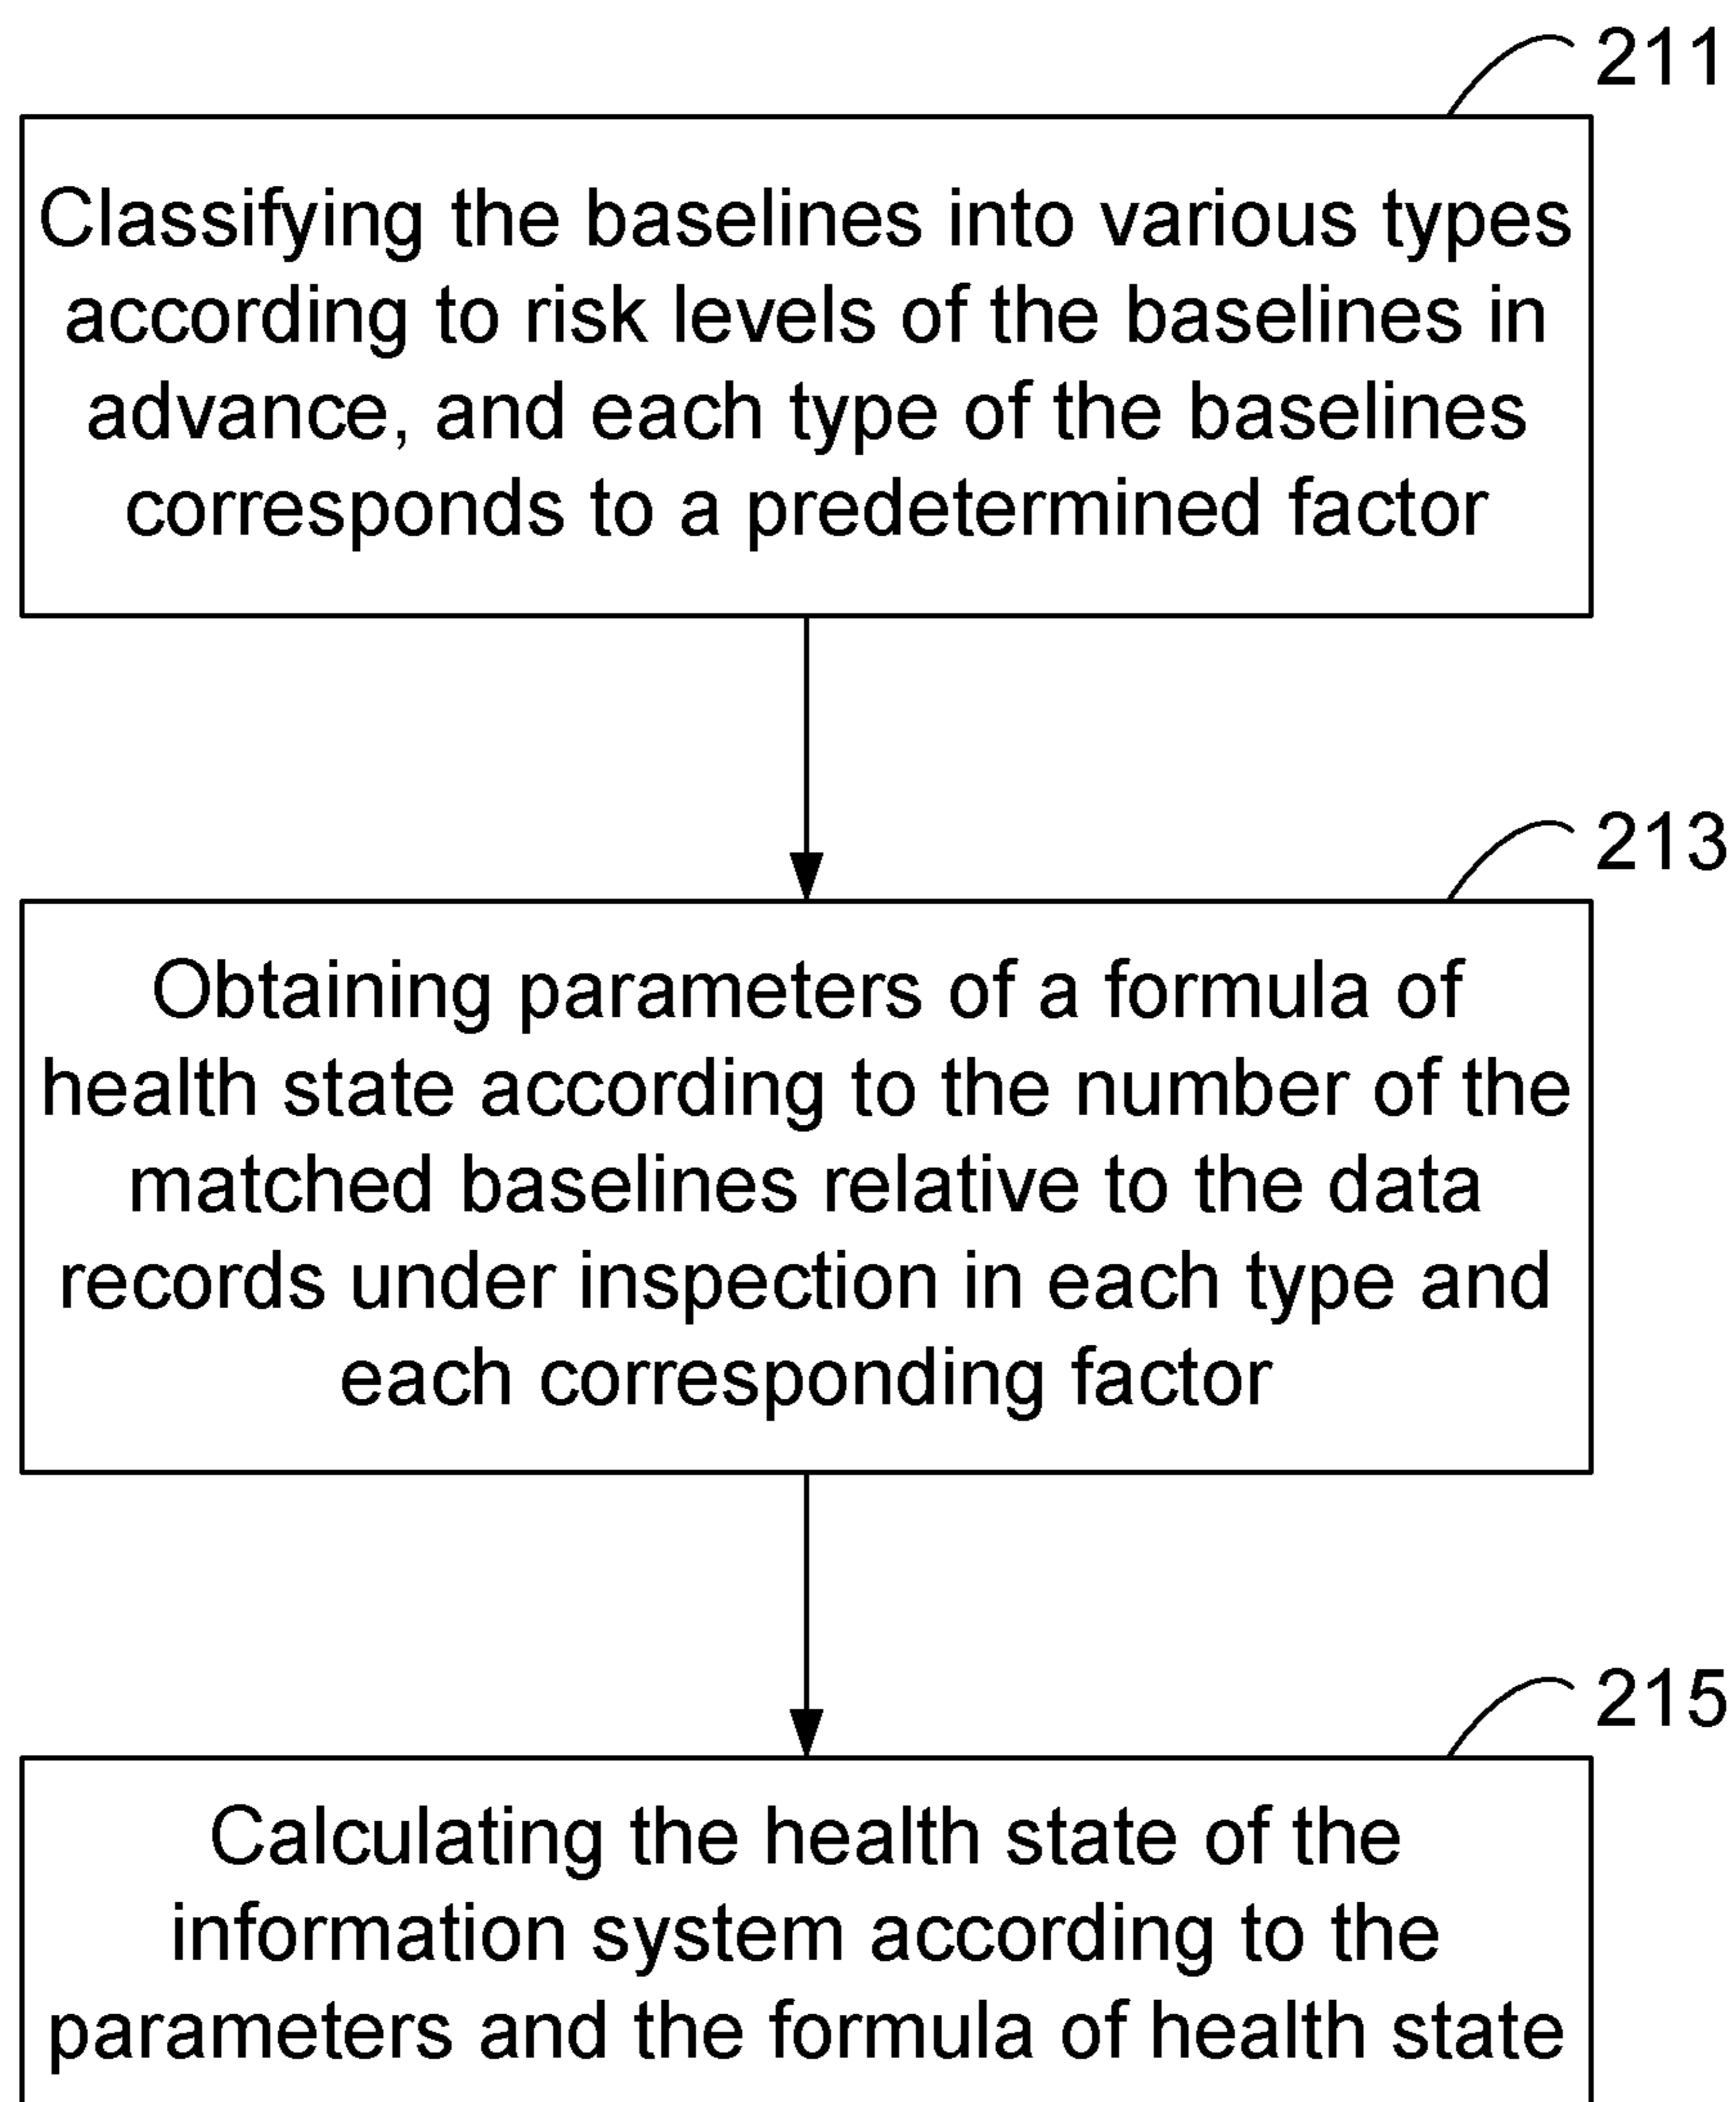 211
Classifying the baselines into various types
according to risk levels of the baselines in
advance, and each type of the baselines
corresponds to a predetermined factor
213
Obtaining parameters of a formula of
health state according to the number of the
matched baselines relative to the data
records under inspection in each type and
each corresponding factor
215
Calculating the health state of the
information system according to the
parameters and the formula of health state